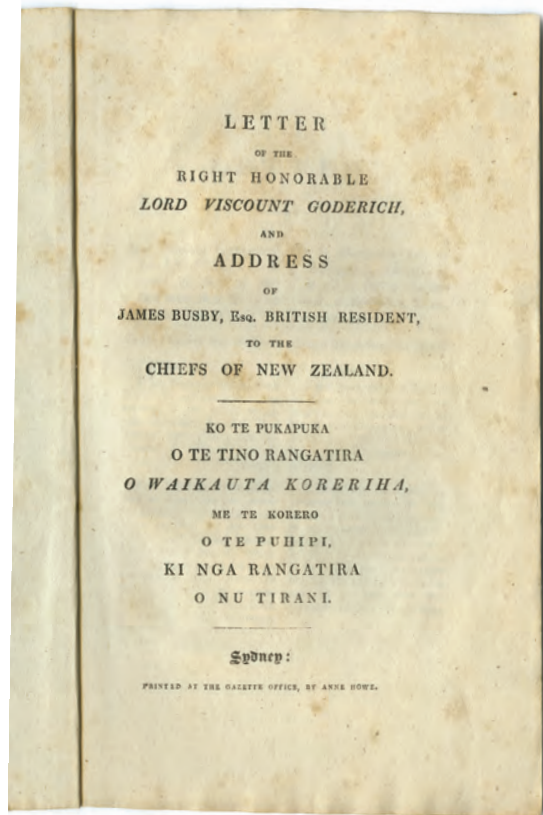 LETTER
OF THE
RIGHT HONORABLE
LORD VISCOUNT GODERICH,
AND
ADDRESS
OF
JAMES BUSBY, Esq. BRITISH RESIDENT,
TO THE
CHIEFS OF NEW ZEALAND.
KO TE PUKAPUKA
O TE TINO RANGATIRA
O WAIKAUTA KORERIHA,
ME TE KORERO
O TE PUHIPI,
KI NGA RANGATIRA
O NU TIRANI.
Sydney:
PRINTED AT THE GAZETTE OFFICE, BY ANNE HOWE.